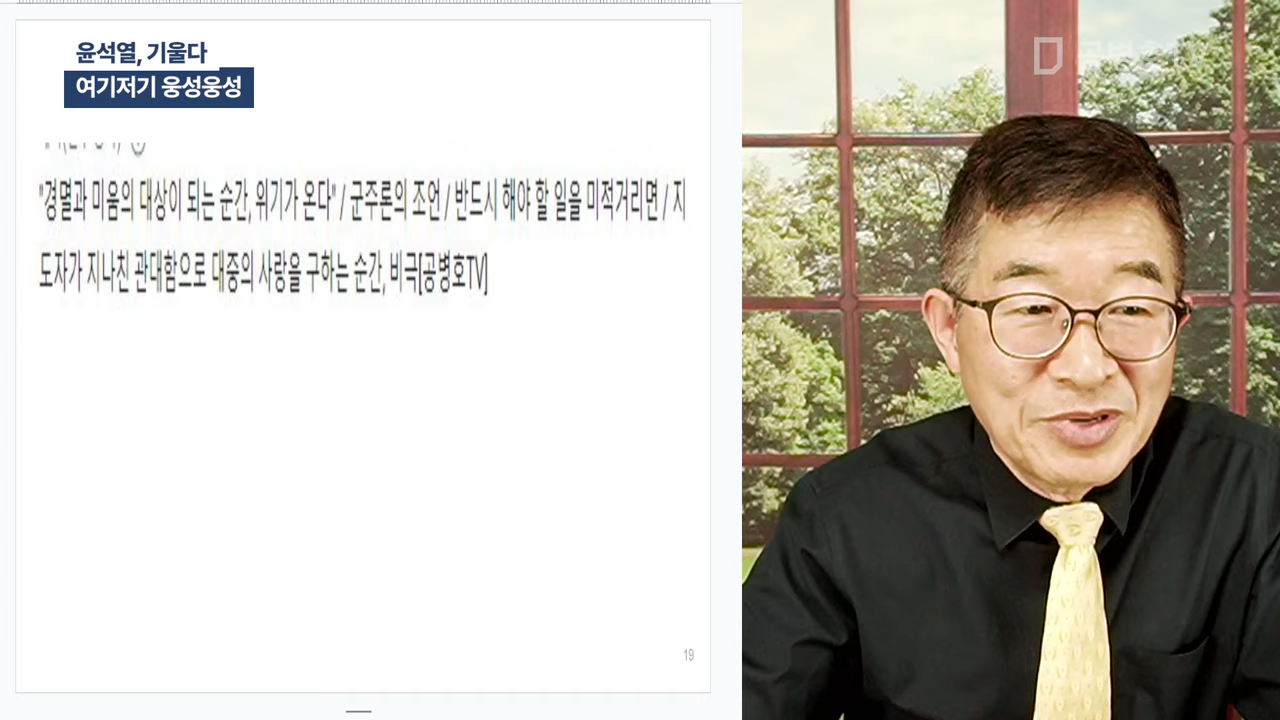 윤석열, 기울다
여기저기 웅성웅성
"경멸과 미움의 대상이 되는 순간, 위기가 온다" / 군주론의 조언 / 반드시 해야 할 일을 미적거리면 / 지
도자가 지나친 관대함으로 대중의 사랑을 구하는 순간, 비극[공병호TV]
19